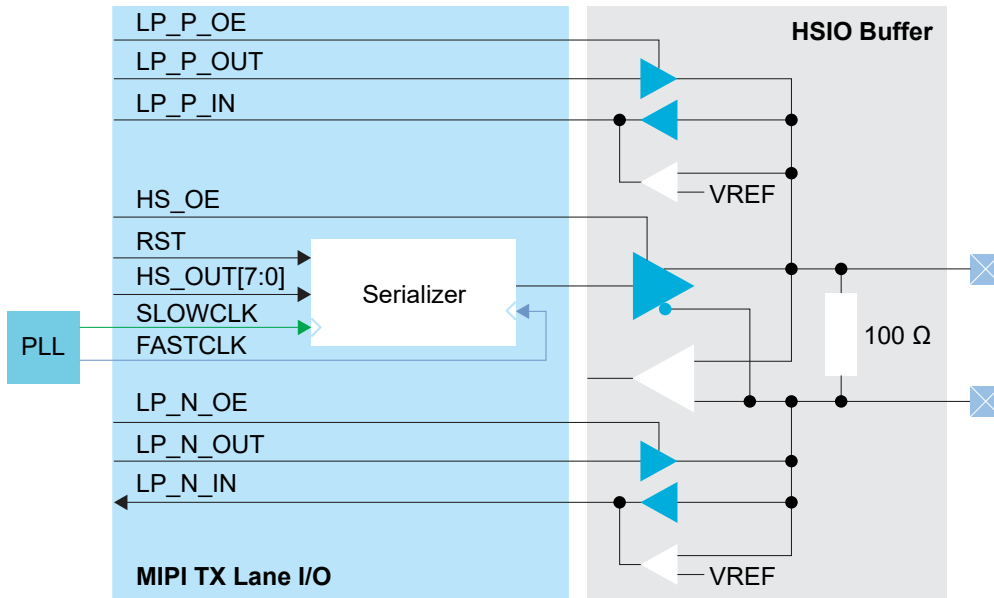 LP_P_OE
HSIO Buffer
LP_P_OUT
LP_P_IN
VREF
HS_OE
RST
HS_OUT[7:0]
Serializer
SLOWCLK
PLL
FASTCLK
100 Ω
LP_N_OE
LP_N_OUT
LP_N_IN
MIPI TX Lane I/O
VREF